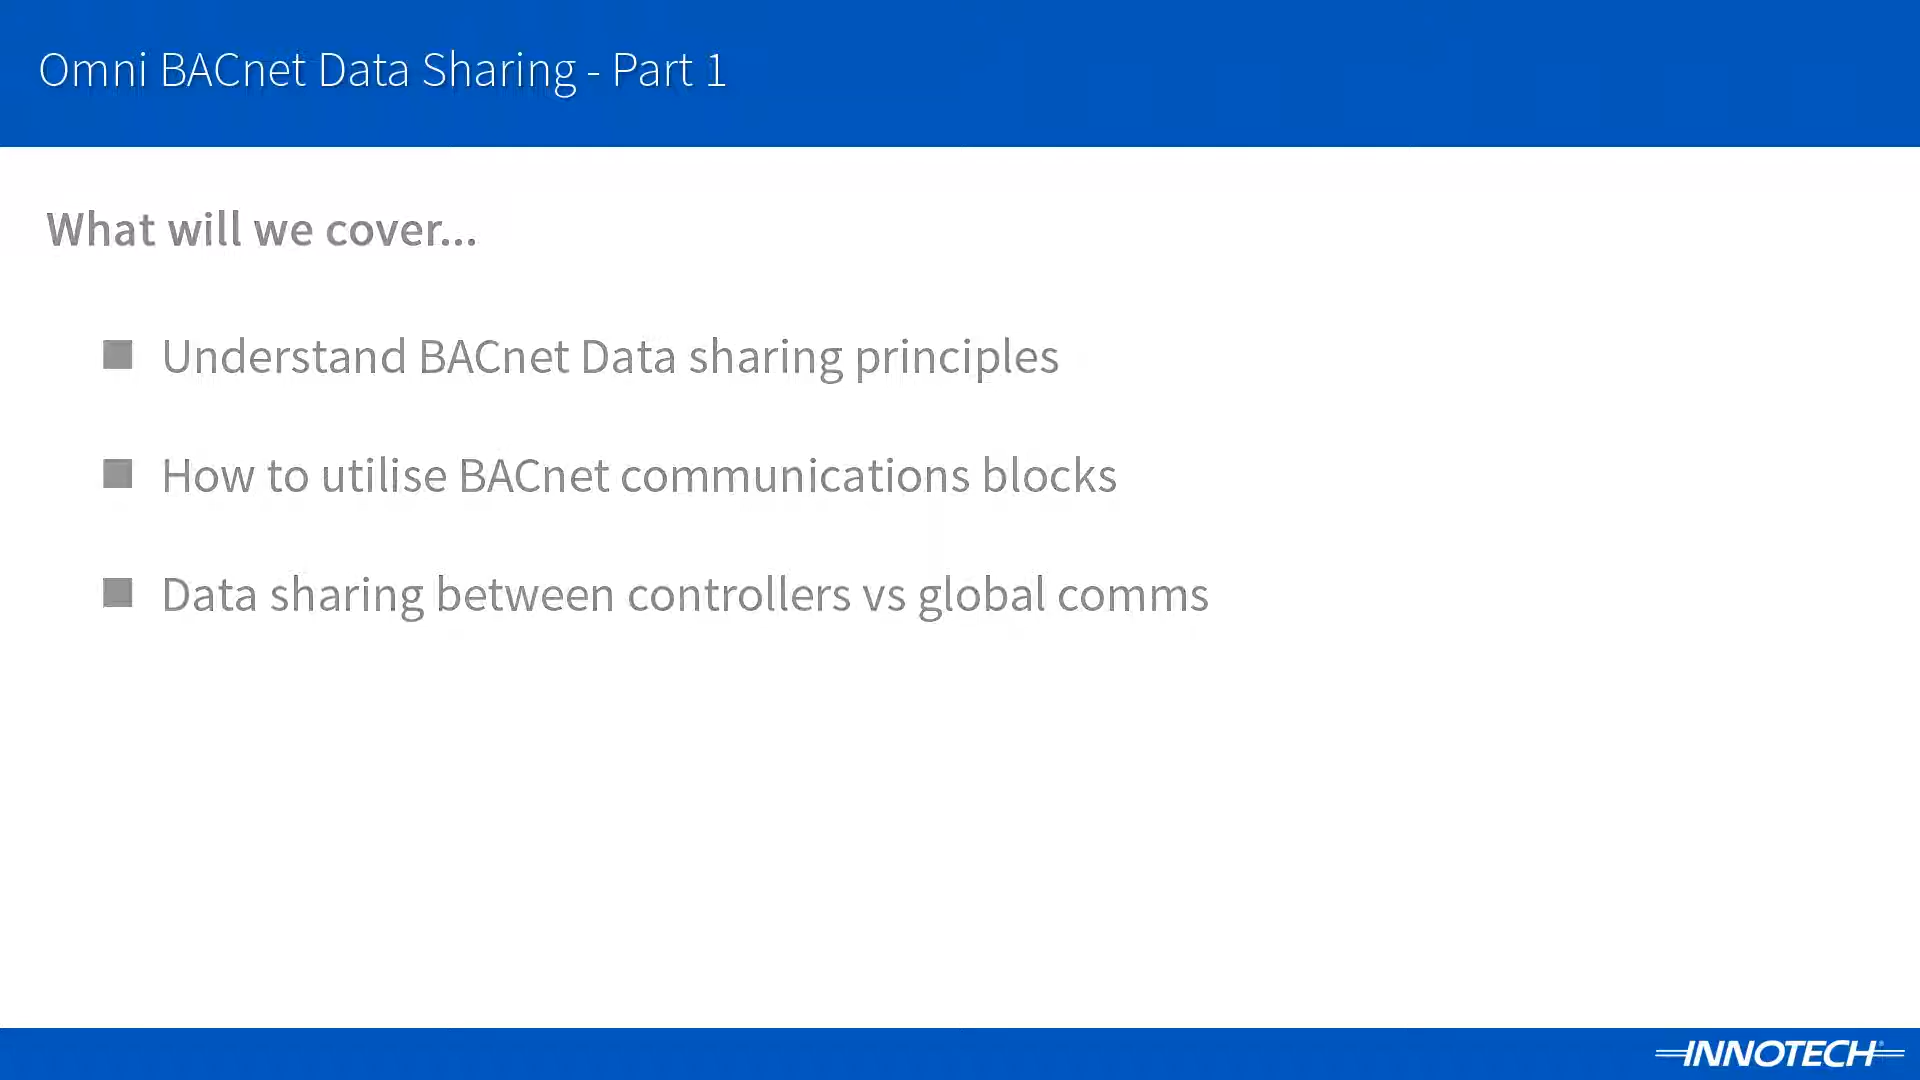 Omni BACnet Data Sharing - Part 1
What will we cover...
Understand BACnet Data sharing principles
How to utilise BACnet communications blocks
Data sharing between controllers vs global comms
INNOTECH®